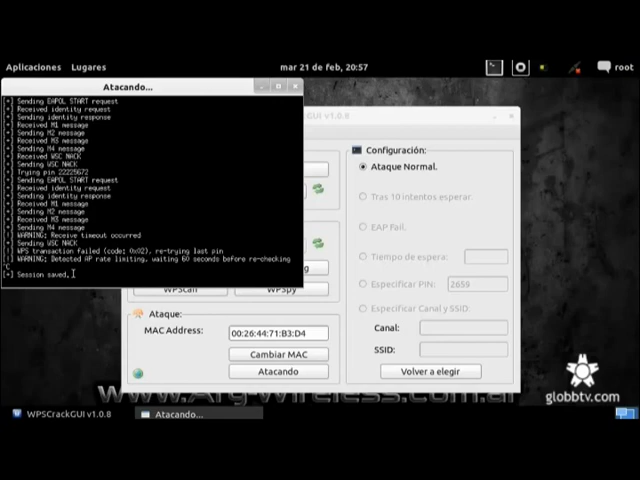 Aplicaciones Lugares mar 21 de feb, 20:57 root
Atacando...
[+] Sending EAPOL START request
[+] Received identity request
[+] Sending identity response
[+] Received M1 message
[+] Sending M2 message
[+] Received M3 message
[+] Sending M4 message
[+] Received WSC NACK
[+] Sending WSC NACK
[+] Trying pin 22225672
[+] Sending EAPOL START request
[+] Received identity request
[+] Sending identity response
[+] Received M1 message
[+] Sending M2 message
[+] Received M3 message
[+] Sending M4 message
[!] WARNING: Receive timeout occurred
[+] Sending WSC NACK
[!] WPS transaction failed (code: 0x02), re-trying last pin
[!] WARNING: Detected AP rate limiting, waiting 60 seconds before re-checking
^C
[+] Session saved.
ckGUI v1.0.8
Configuración:
Ataque Normal.
Tras 10 intentos esperar.
EAP Fail.
Tiempo de espera:
Especificar PIN: 2659
Especificar Canal y SSID:
Canal:
SSID:
Volver a elegir
WPScan WPSpy
Ataque:
MAC Address: 00:26:44:71:B3:D4
Cambiar MAC
Atacando
www.Arg-Wireless.com.ar
globbtv.com
WPSCrackGUI v1.0.8 Atacando...